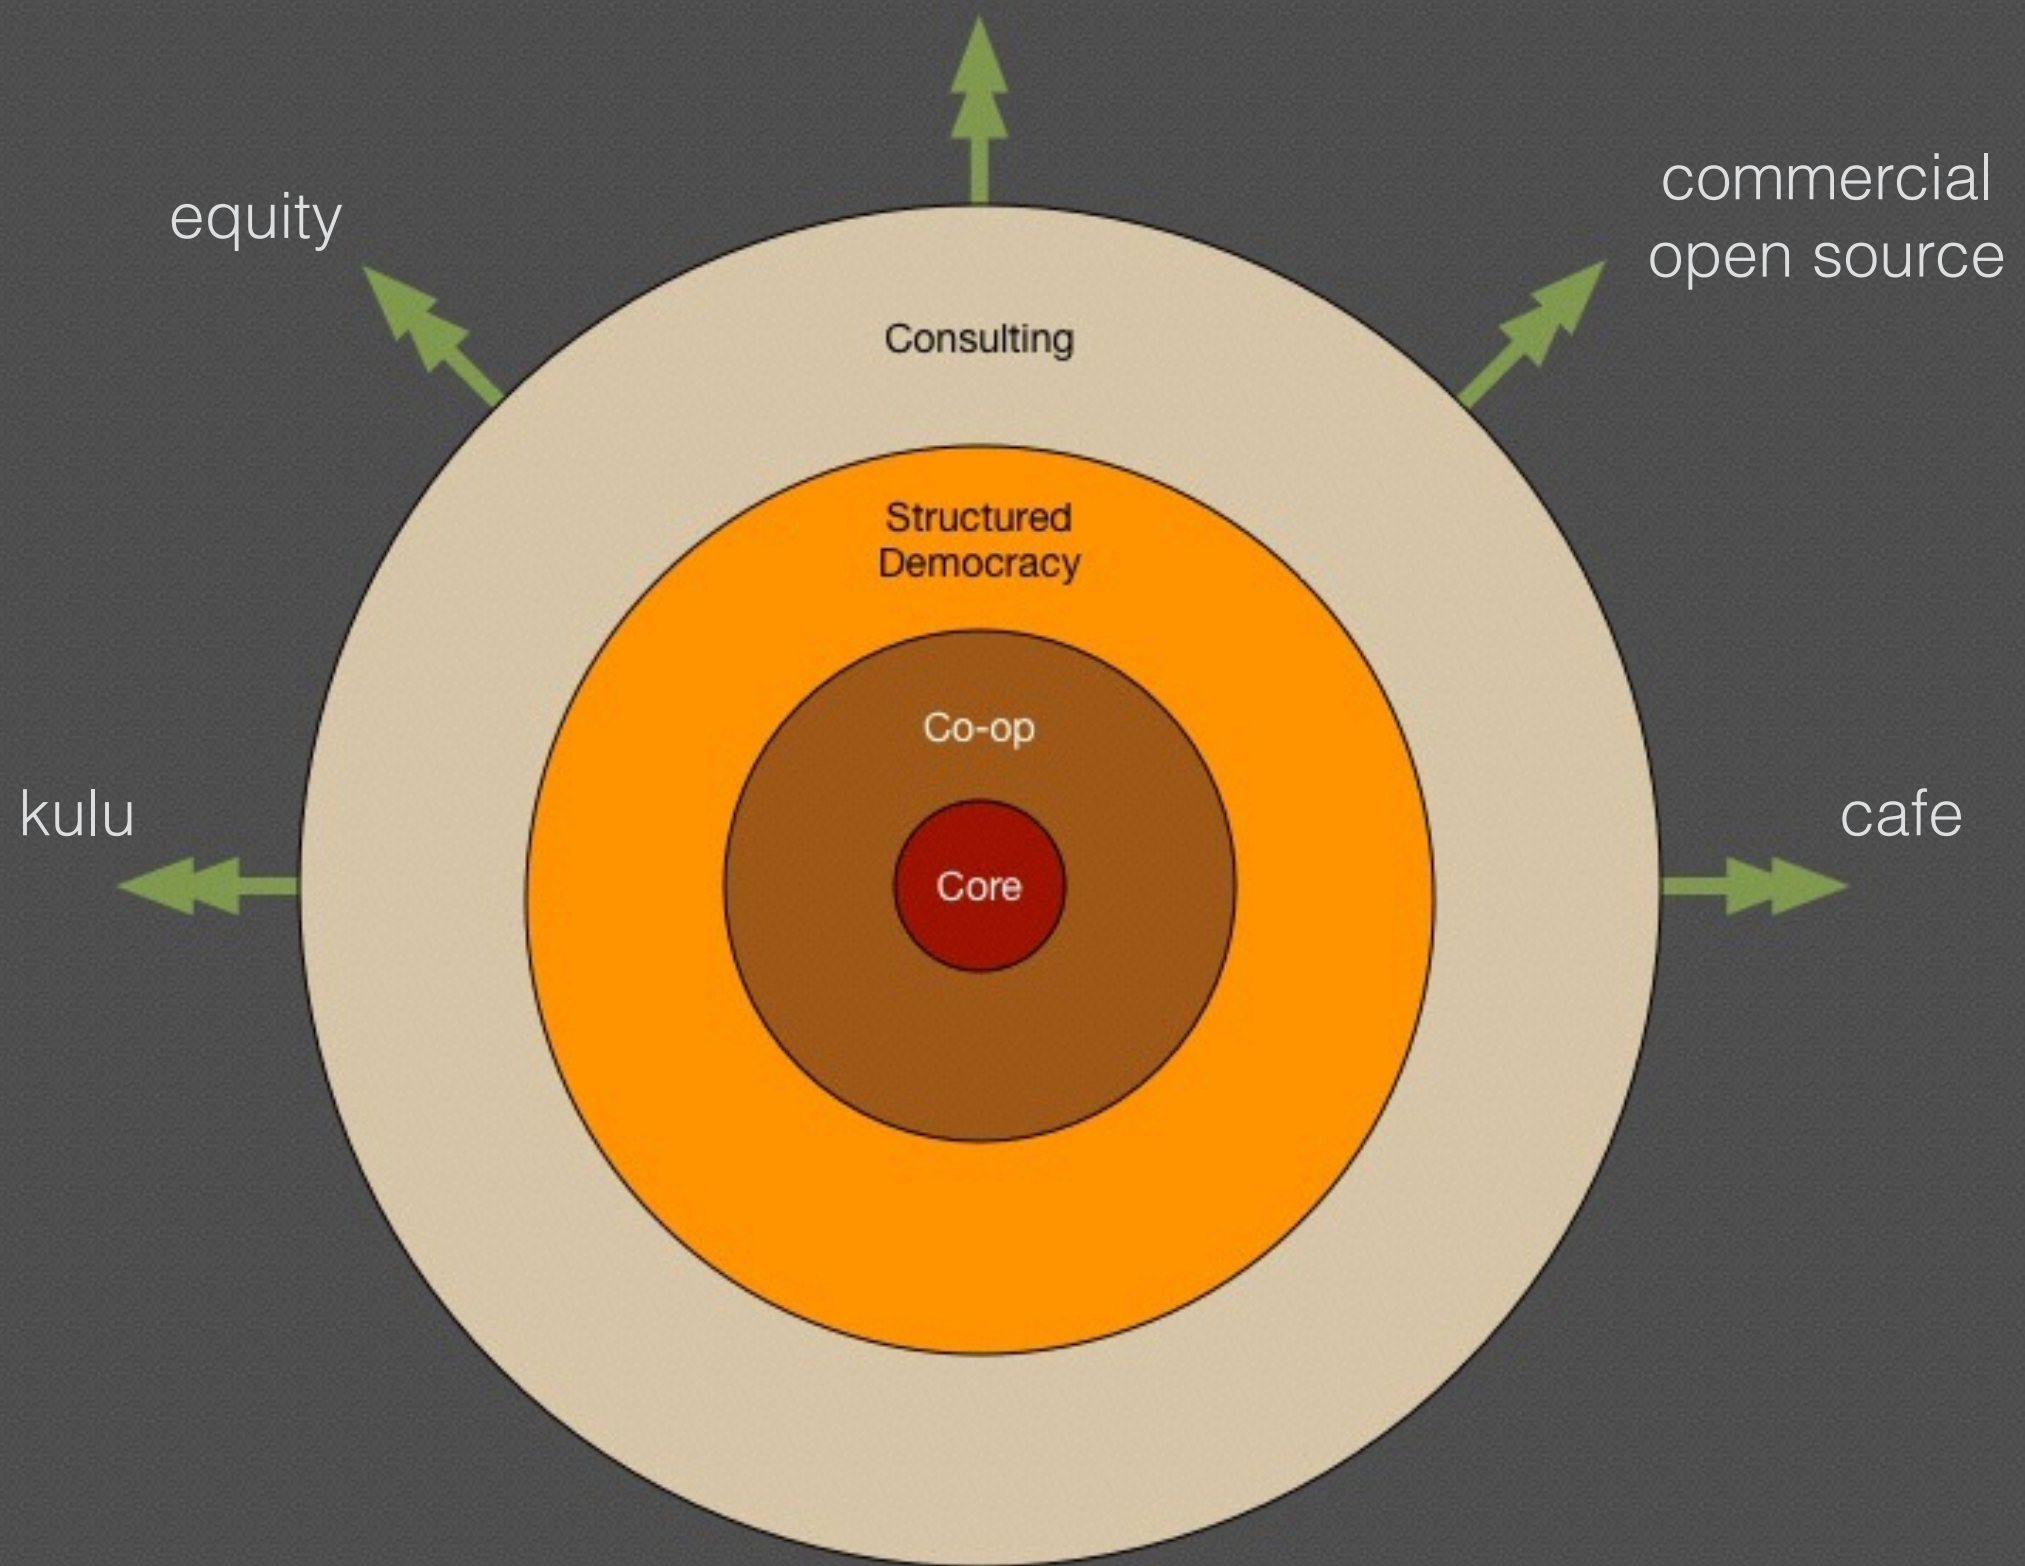 equity
commercial
open source
Consulting
Structured
Democracy
Co-op
kulu
cafe
Core